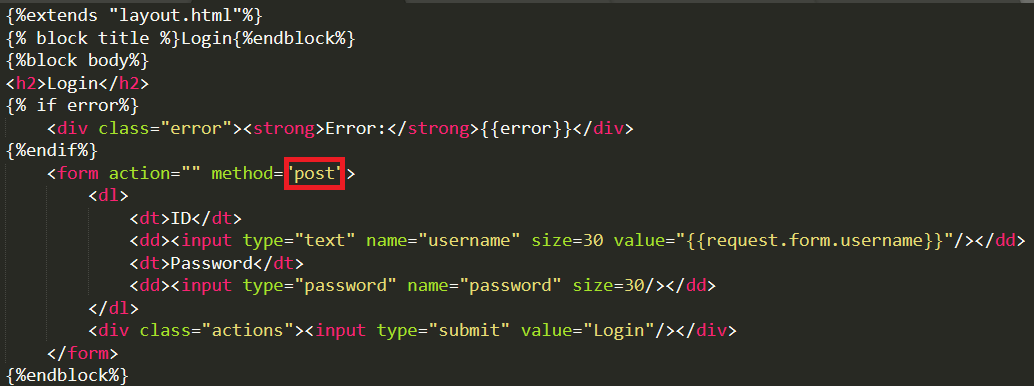 {%extends "layout.html"%}
{% block title %}Login{%endblock%}
{%block body%}
<h2>Login</h2>
{% if error%}
    <div class="error"><strong>Error:</strong>{{error}}</div>
{%endif%}
    <form action="" method="post">
        <dl>
            <dt>ID</dt>
            <dd><input type="text" name="username" size=30 value="{{request.form.username}}"/></dd>
            <dt>Password</dt>
            <dd><input type="password" name="password" size=30/></dd>
        </dl>
        <div class="actions"><input type="submit" value="Login"/></div>
    </form>
{%endblock%}